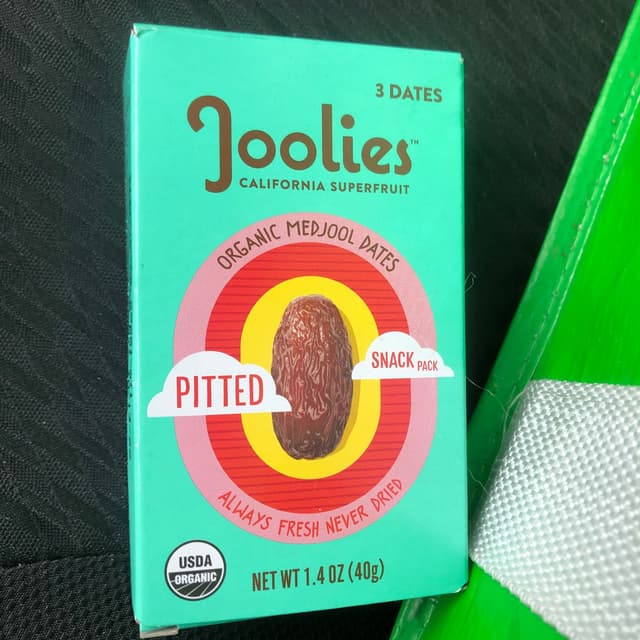 3 DATES
Joolies™
CALIFORNIA SUPERFRUIT
ORGANIC MEDJOOL DATES
PITTED
SNACK PACK
ALWAYS FRESH NEVER DRIED
USDA
ORGANIC
NET WT 1.4 OZ (40g)